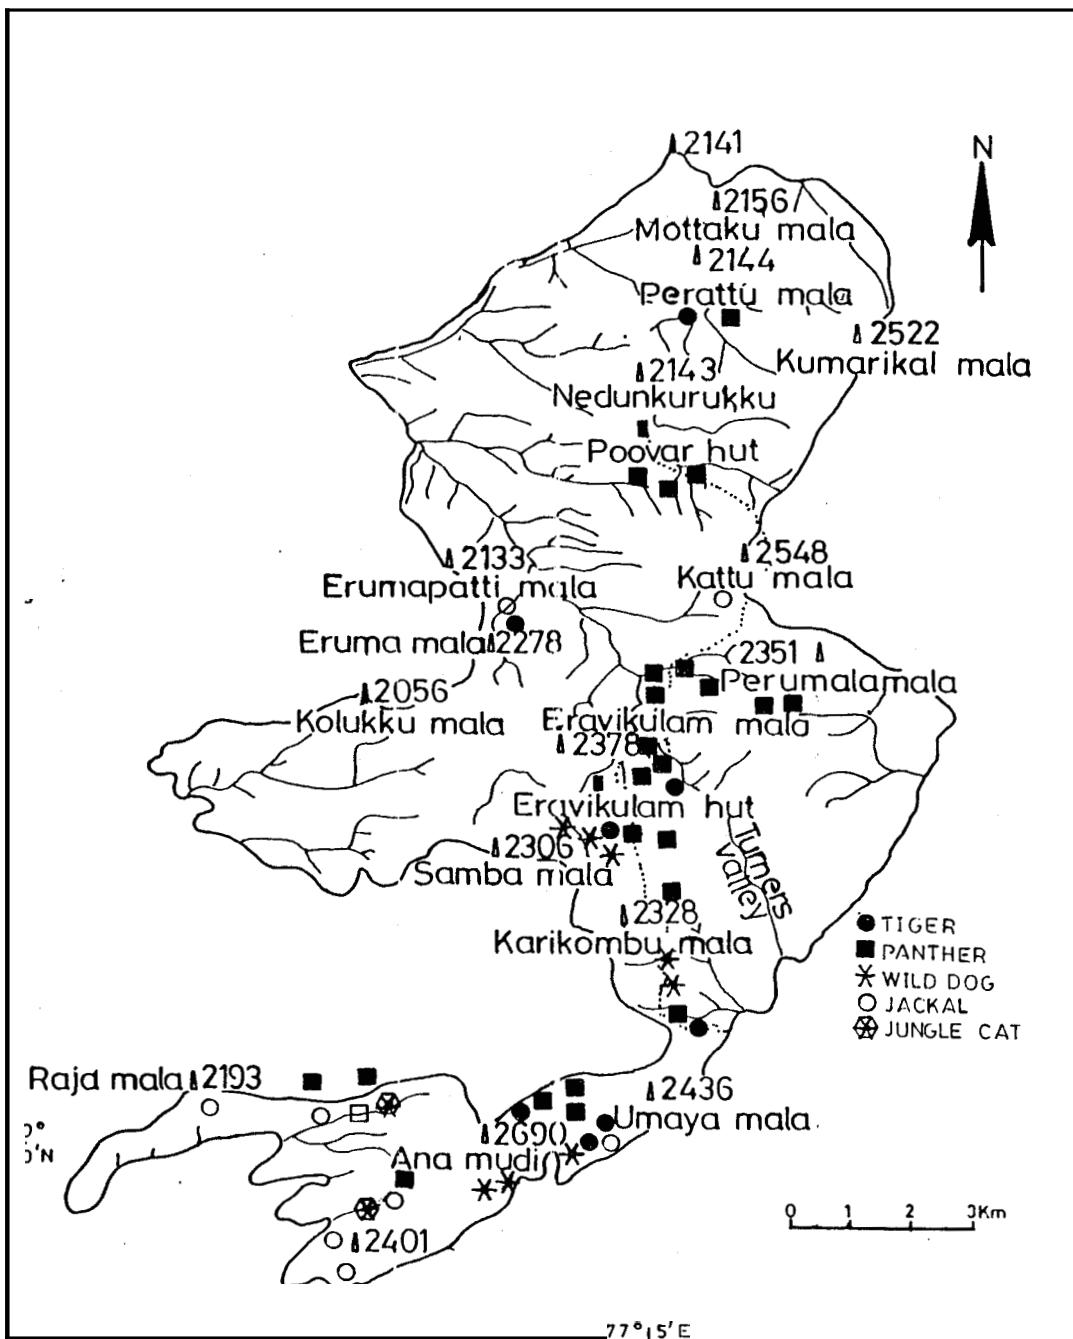 2141
N
2156
Mottaku mala
2144
Perattu mala
2522
Kumarikal mala
2143
Nedunkurukku
Poovar hut
2133
Erumapatti mala
2548
Kattu mala
Eruma mala 2278
2351
Perumalamala
2056
Kolukku mala
Eravikulam mala
2378
Eravikulam hut
2306
Samba mala
Turners
Valley
2328
Karikombu mala
TIGER
PANTHER
WILD DOG
JACKAL
JUNGLE CAT
Raja mala 2193
2436
Umaya mala
2690
Ana mudi
2401
0 1 2 3Km
77°15'E